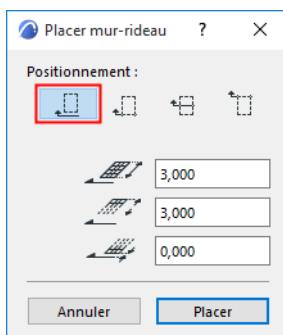 Placer mur-rideau ? ×
Positionnement :
3,000
3,000
0,000
Annuler Placer